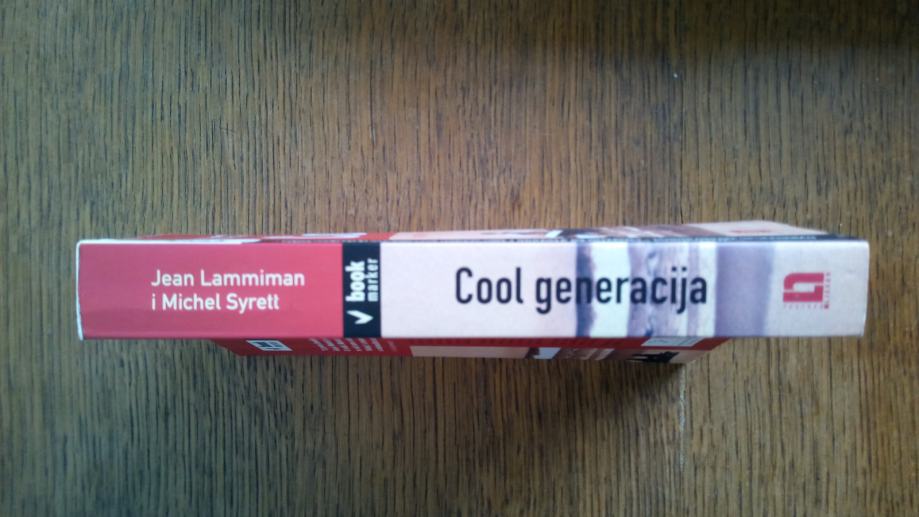 Jean Lammiman
i Michel Syrett
book
marker
Cool generacija